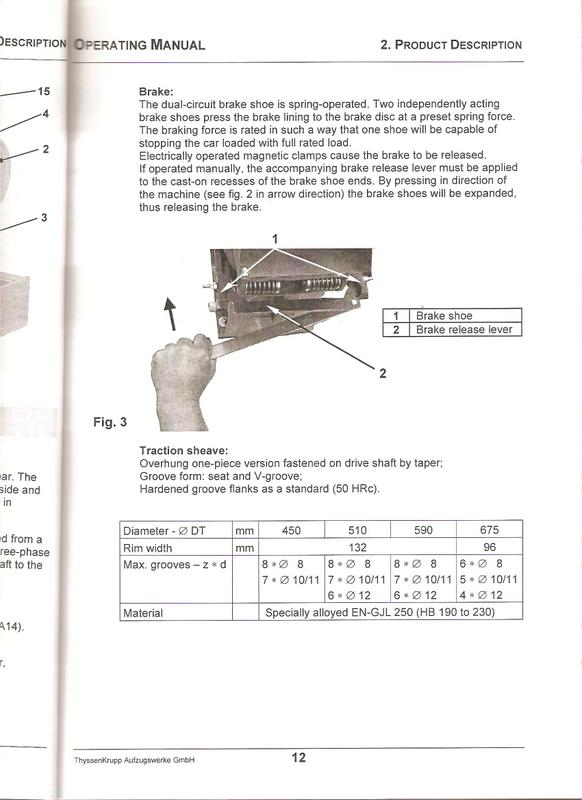 DESCRIPTION
15
4
2
3
ear. The
side and
in
ed from a
ree-phase
aft to the
A14).
r,
OPERATING MANUAL
2. PRODUCT DESCRIPTION
Brake:
The dual-circuit brake shoe is spring-operated. Two independently acting
brake shoes press the brake lining to the brake disc at a preset spring force.
The braking force is rated in such a way that one shoe will be capable of
stopping the car loaded with full rated load.
Electrically operated magnetic clamps cause the brake to be released.
If operated manually, the accompanying brake release lever must be applied
to the cast-on recesses of the brake shoe ends. By pressing in direction of
the machine (see fig. 2 in arrow direction) the brake shoes will be expanded,
thus releasing the brake.
1
1 Brake shoe
2 Brake release lever
2
Fig. 3
Traction sheave:
Overhung one-piece version fastened on drive shaft by taper;
Groove form: seat and V-groove;
Hardened groove flanks as a standard (50 HRc).
Diameter - ∅ DT mm 450 510 590 675
Rim width mm 132 96
Max. grooves – z * d 8 * ∅ 8 8 * ∅ 8 8 * ∅ 8 6 * ∅ 8
7 * ∅ 10/11 7 * ∅ 10/11 7 * ∅ 10/11 5 * ∅ 10/11
6 * ∅ 12 6 * ∅ 12 4 * ∅ 12
Material Specially alloyed EN-GJL 250 (HB 190 to 230)
ThyssenKrupp Aufzugswerke GmbH
12